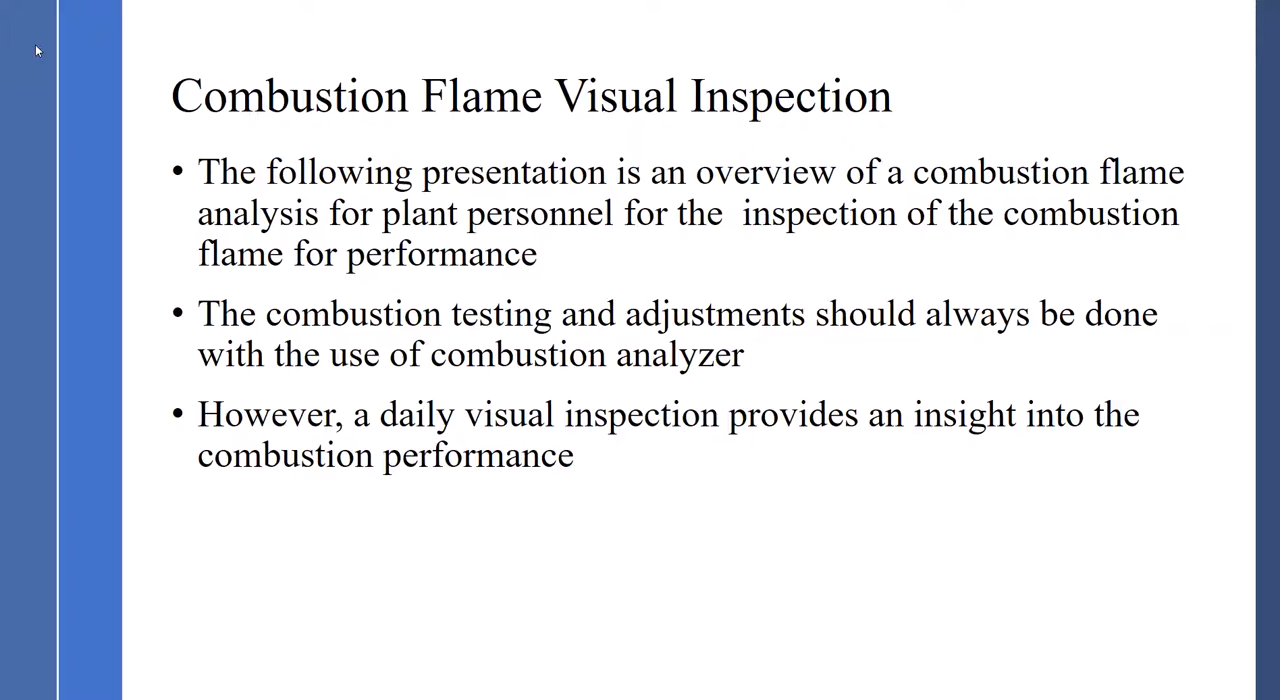 Combustion Flame Visual Inspection
• The following presentation is an overview of a combustion flame
analysis for plant personnel for the  inspection of the combustion
flame for performance
• The combustion testing and adjustments should always be done
with the use of combustion analyzer
• However, a daily visual inspection provides an insight into the
combustion performance